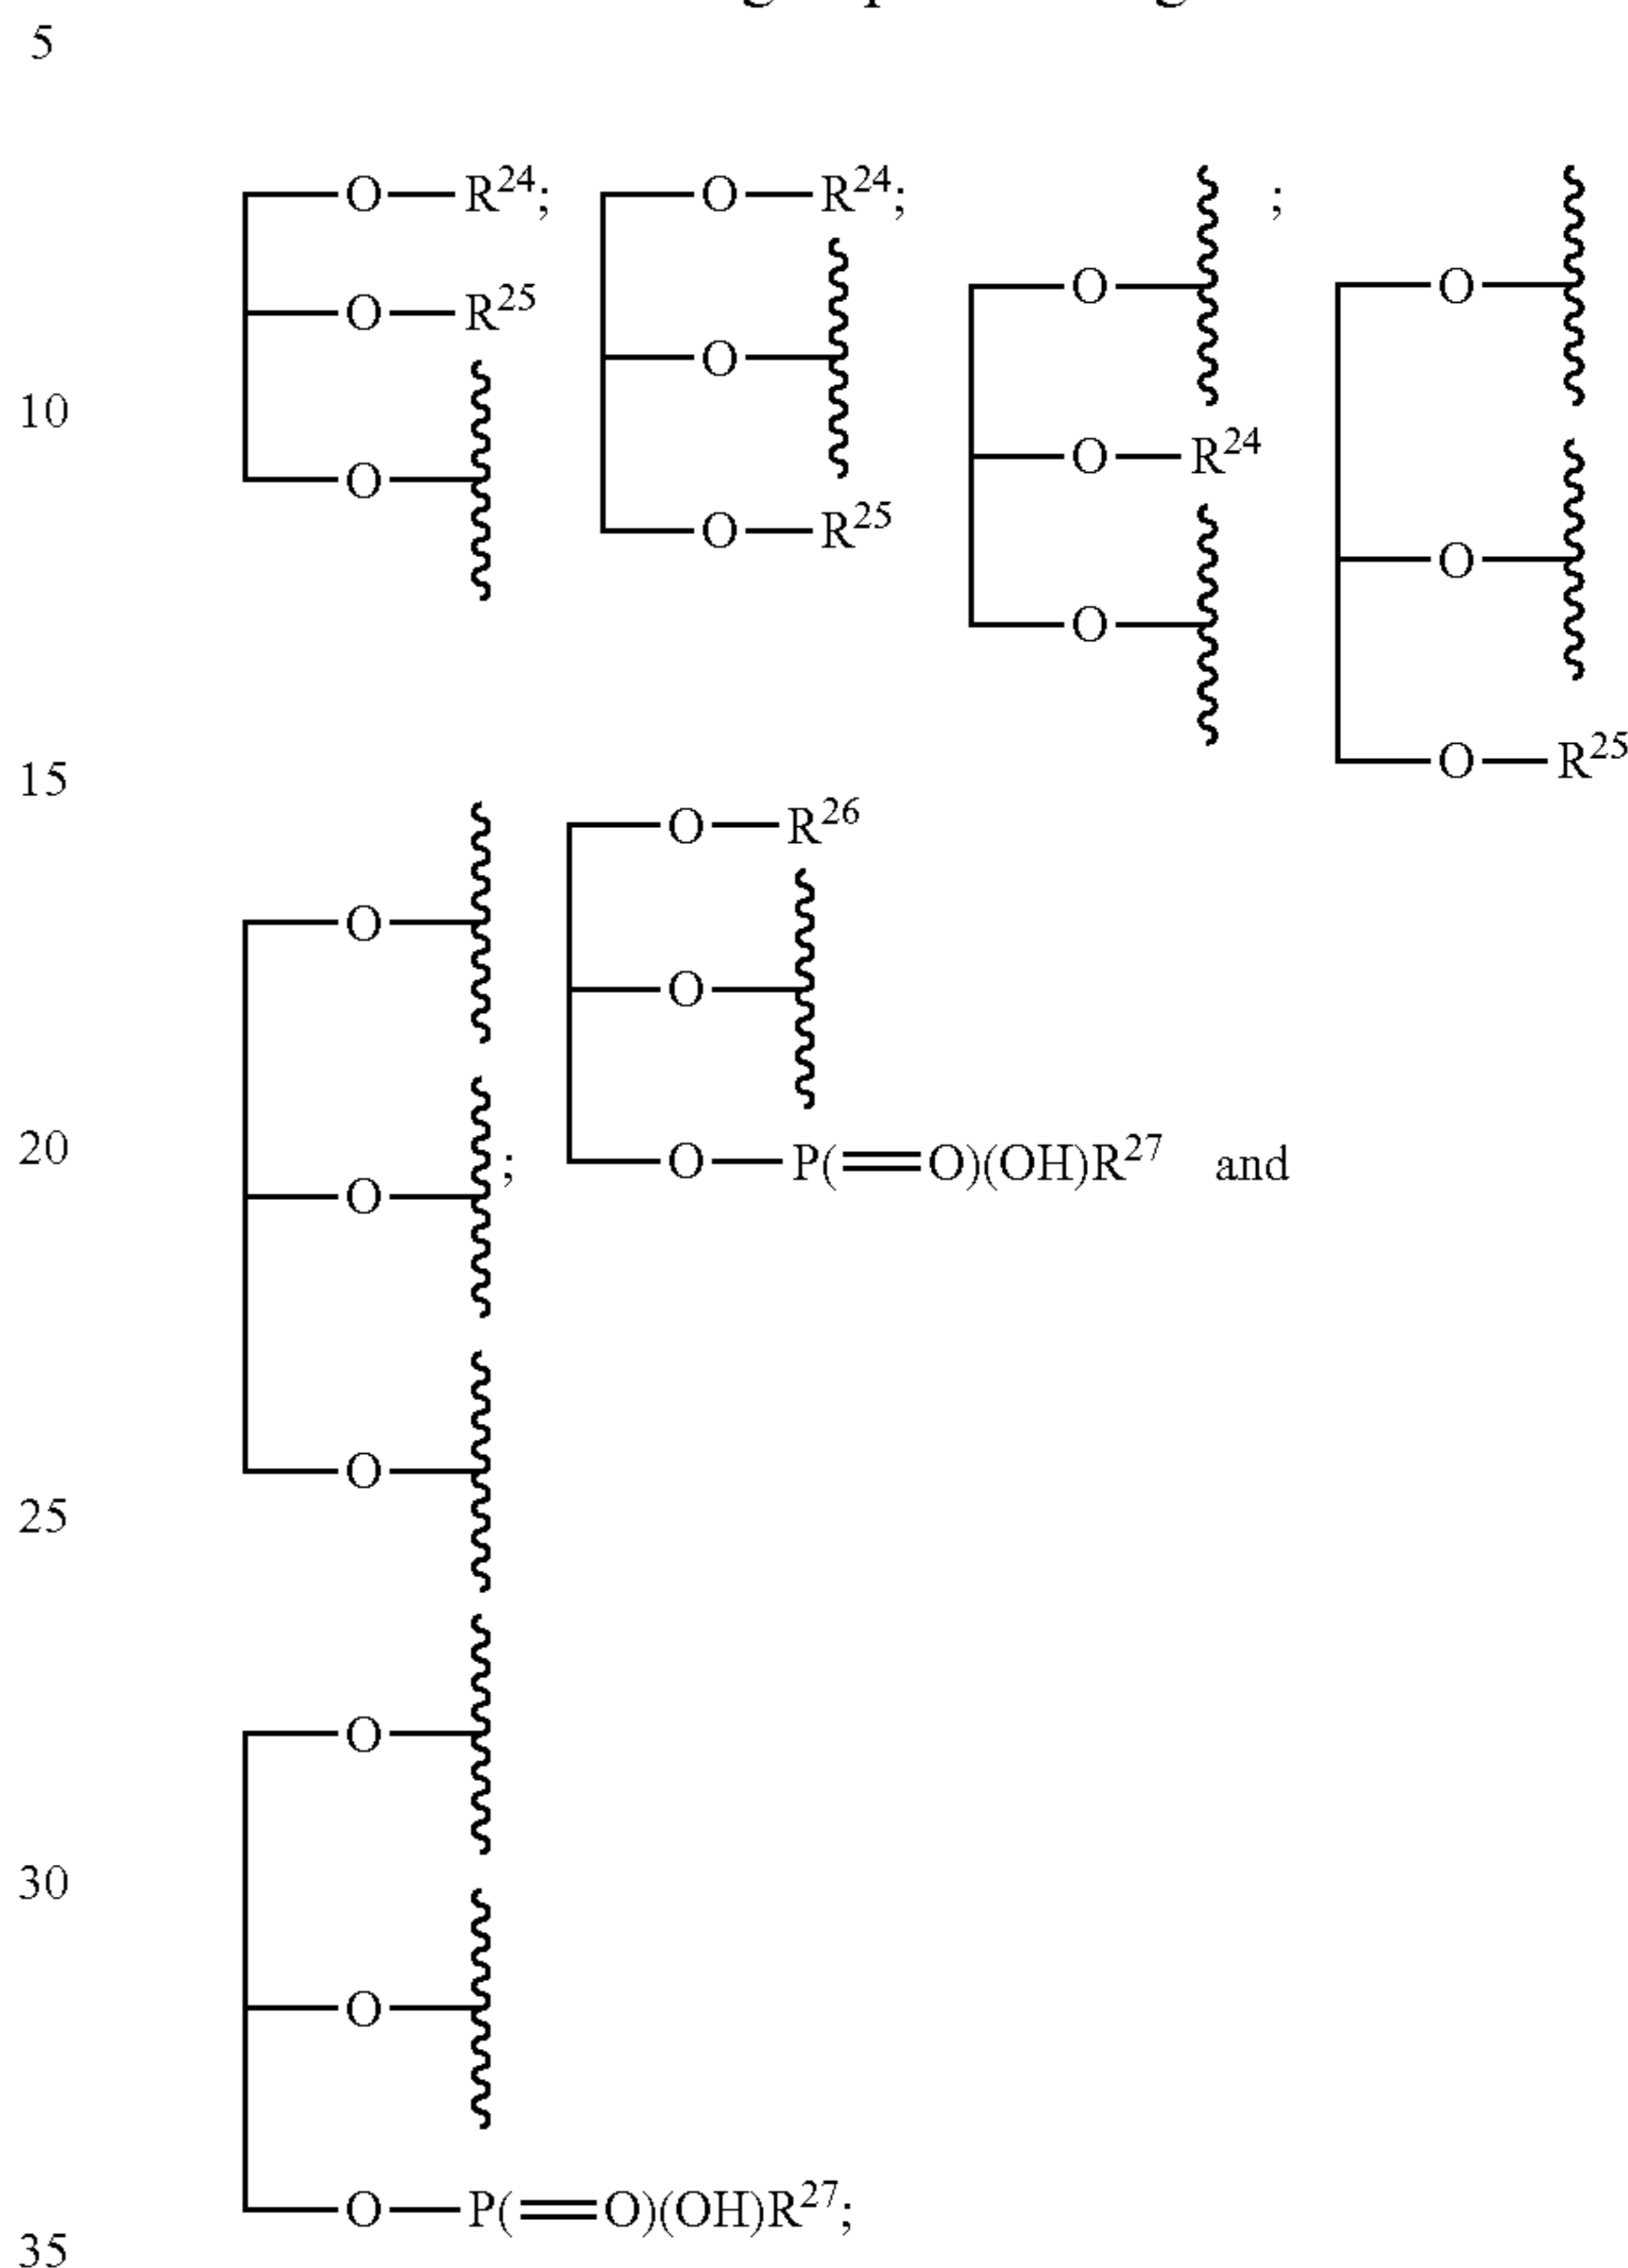 5
O—R²⁴; O—R²⁴; ;
O O
O—R²⁵
O
10
O—R²⁴
O
O—R²⁵
O
O
15
O—R²⁵
O—R²⁶
O
O
20
O—P(=O)(OH)R²⁷ and
O ;
O
25
O
30
O
O—P(=O)(OH)R²⁷;
35